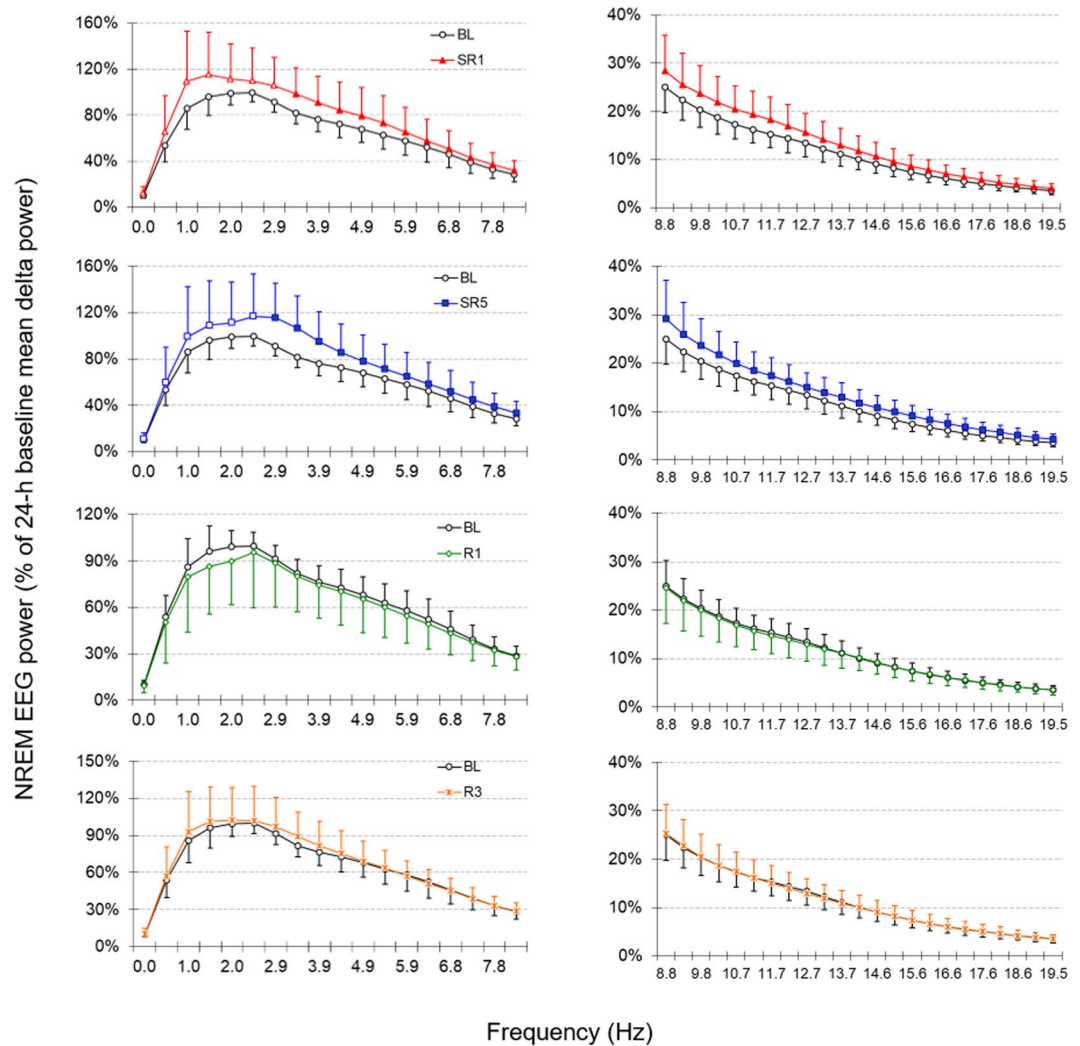 NREM EEG power (% of 24-h baseline mean delta power)
160%
120%
80%
40%
0%
BL
SR1
0.0 1.0 2.0 2.9 3.9 4.9 5.9 6.8 7.8
40%
30%
20%
10%
0%
8.8 9.8 10.7 11.7 12.7 13.7 14.6 15.6 16.6 17.6 18.6 19.5
160%
120%
80%
40%
0%
BL
SR5
0.0 1.0 2.0 2.9 3.9 4.9 5.9 6.8 7.8
40%
30%
20%
10%
0%
8.8 9.8 10.7 11.7 12.7 13.7 14.6 15.6 16.6 17.6 18.6 19.5
120%
90%
60%
30%
0%
BL
R1
0.0 1.0 2.0 2.9 3.9 4.9 5.9 6.8 7.8
40%
30%
20%
10%
0%
8.8 9.8 10.7 11.7 12.7 13.7 14.6 15.6 16.6 17.6 18.6 19.5
150%
120%
90%
60%
30%
0%
BL
R3
0.0 1.0 2.0 2.9 3.9 4.9 5.9 6.8 7.8
40%
30%
20%
10%
0%
8.8 9.8 10.7 11.7 12.7 13.7 14.6 15.6 16.6 17.6 18.6 19.5
Frequency (Hz)